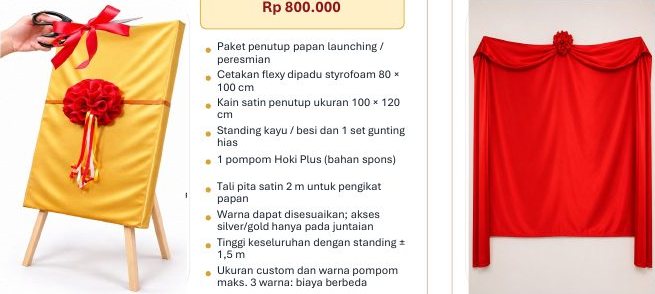 Rp 800.000
Paket penutup papan launching /
peresmian
Cetakan flexy dipadu styrofoam 80 ×
100 cm
Kain satin penutup ukuran 100 × 120
cm
Standing kayu / besi dan 1 set gunting
hias
1 pompom Hoki Plus (bahan spons)
Tali pita satin 2 m untuk pengikat
papan
Warna dapat disesuaikan; akses
silver/gold hanya pada juntaian
Tinggi keseluruhan dengan standing ±
1,5 m
Ukuran custom dan warna pompom
maks. 3 warna: biaya berbeda